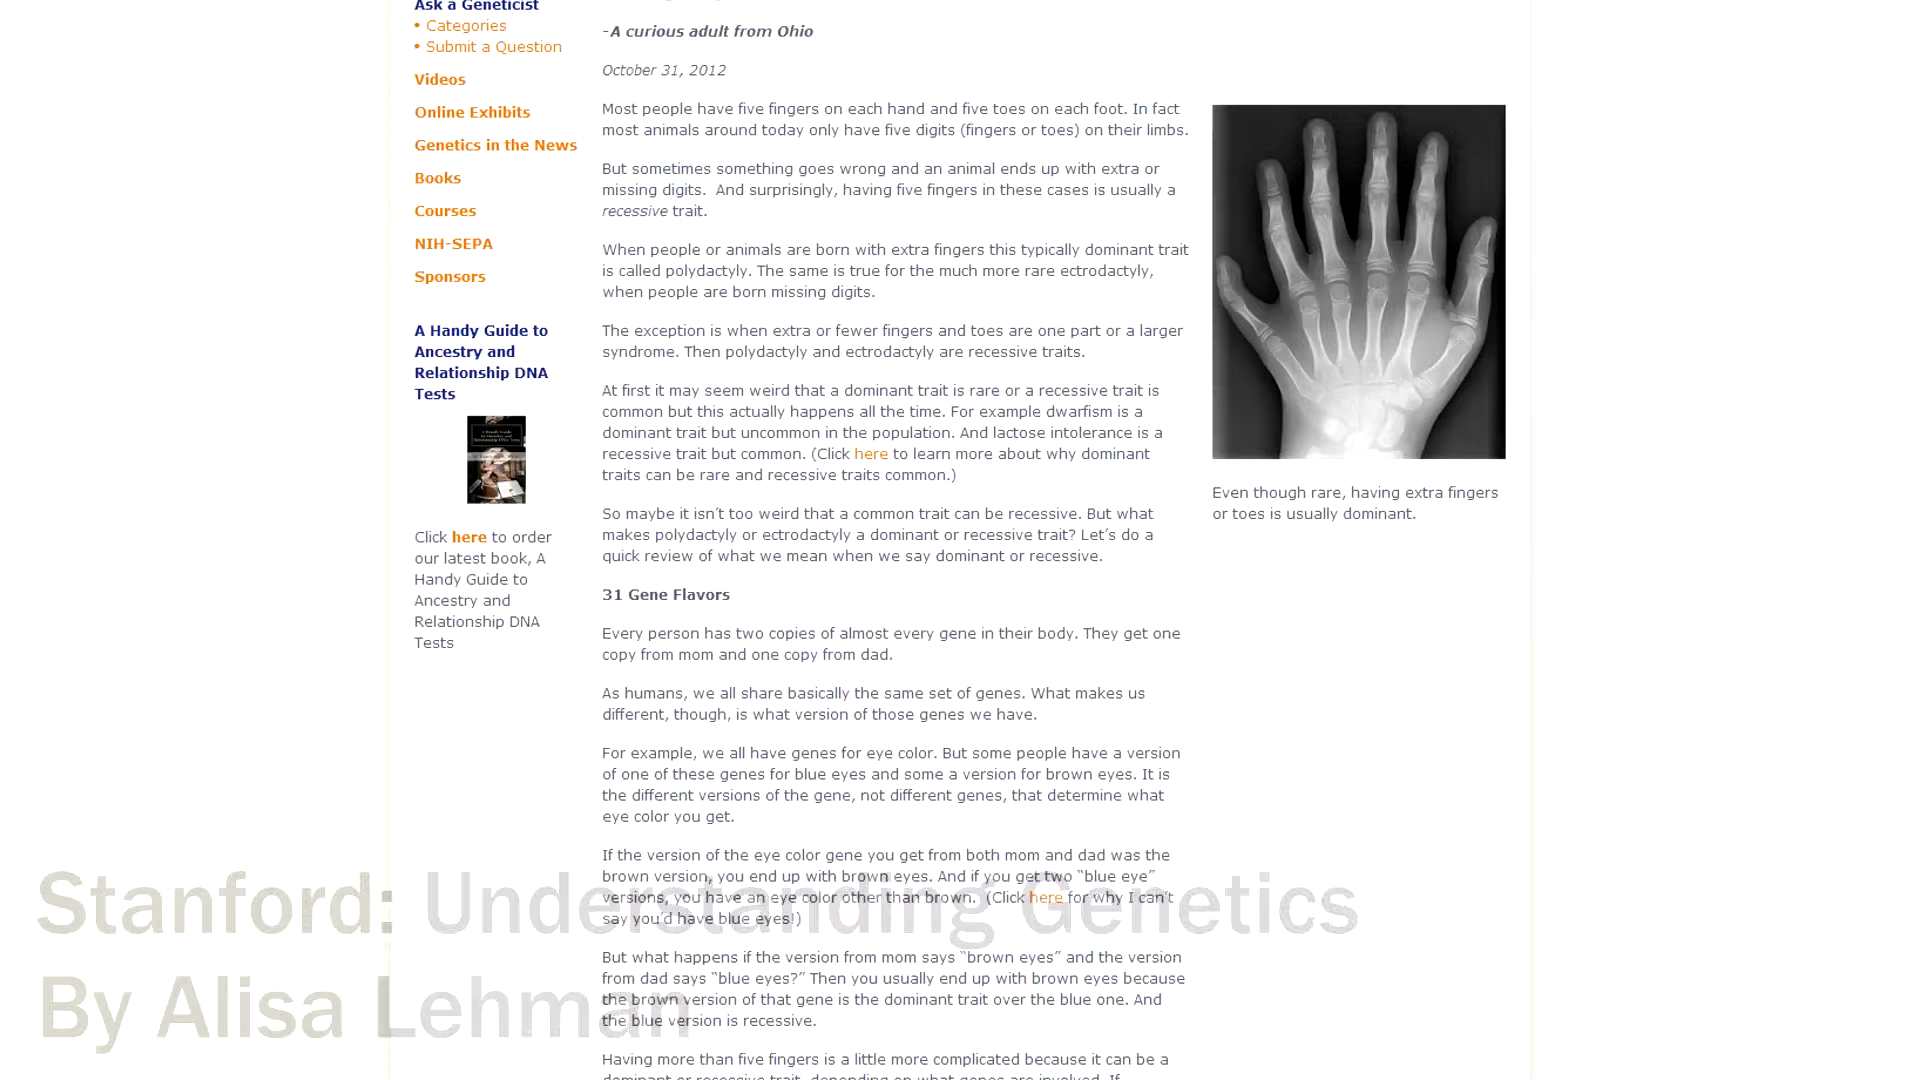 Ask a Geneticist
• Categories
• Submit a Question
Videos
Online Exhibits
Genetics in the News
Books
Courses
NIH-SEPA
Sponsors
A Handy Guide to
Ancestry and
Relationship DNA
Tests
Click here to order
our latest book, A
Handy Guide to
Ancestry and
Relationship DNA
Tests
-A curious adult from Ohio
October 31, 2012
Most people have five fingers on each hand and five toes on each foot. In fact
most animals around today only have five digits (fingers or toes) on their limbs.
But sometimes something goes wrong and an animal ends up with extra or
missing digits.  And surprisingly, having five fingers in these cases is usually a
recessive trait.
When people or animals are born with extra fingers this typically dominant trait
is called polydactyly. The same is true for the much more rare ectrodactyly,
when people are born missing digits.
The exception is when extra or fewer fingers and toes are one part or a larger
syndrome. Then polydactyly and ectrodactyly are recessive traits.
At first it may seem weird that a dominant trait is rare or a recessive trait is
common but this actually happens all the time. For example dwarfism is a
dominant trait but uncommon in the population. And lactose intolerance is a
recessive trait but common. (Click here to learn more about why dominant
traits can be rare and recessive traits common.)
So maybe it isn’t too weird that a common trait can be recessive. But what
makes polydactyly or ectrodactyly a dominant or recessive trait? Let’s do a
quick review of what we mean when we say dominant or recessive.
31 Gene Flavors
Every person has two copies of almost every gene in their body. They get one
copy from mom and one copy from dad.
As humans, we all share basically the same set of genes. What makes us
different, though, is what version of those genes we have.
For example, we all have genes for eye color. But some people have a version
of one of these genes for blue eyes and some a version for brown eyes. It is
the different versions of the gene, not different genes, that determine what
eye color you get.
If the version of the eye color gene you get from both mom and dad was the
brown version, you end up with brown eyes. And if you get two “blue eye”
versions, you have an eye color other than brown.  (Click here for why I can’t
say you’d have blue eyes!)
But what happens if the version from mom says “brown eyes” and the version
from dad says “blue eyes?” Then you usually end up with brown eyes because
the brown version of that gene is the dominant trait over the blue one. And
the blue version is recessive.
Having more than five fingers is a little more complicated because it can be a
dominant or recessive trait, depending on what genes are involved. If
Even though rare, having extra fingers
or toes is usually dominant.
Stanford: Understanding Genetics
By Alisa Lehman